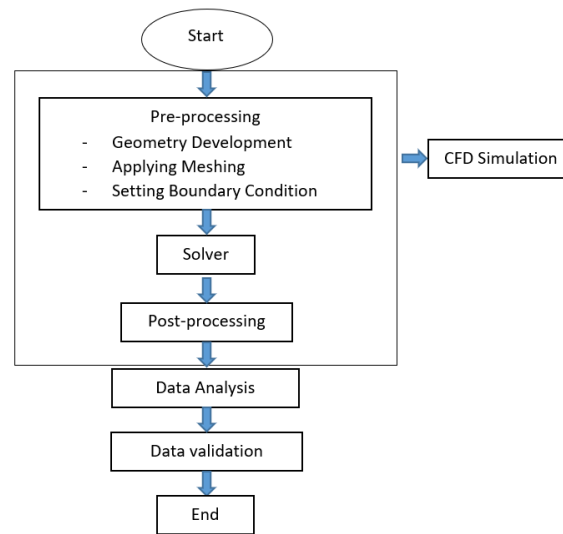 Start
Pre-processing
- Geometry Development
- Applying Meshing
- Setting Boundary Condition
CFD Simulation
Solver
Post-processing
Data Analysis
Data validation
End